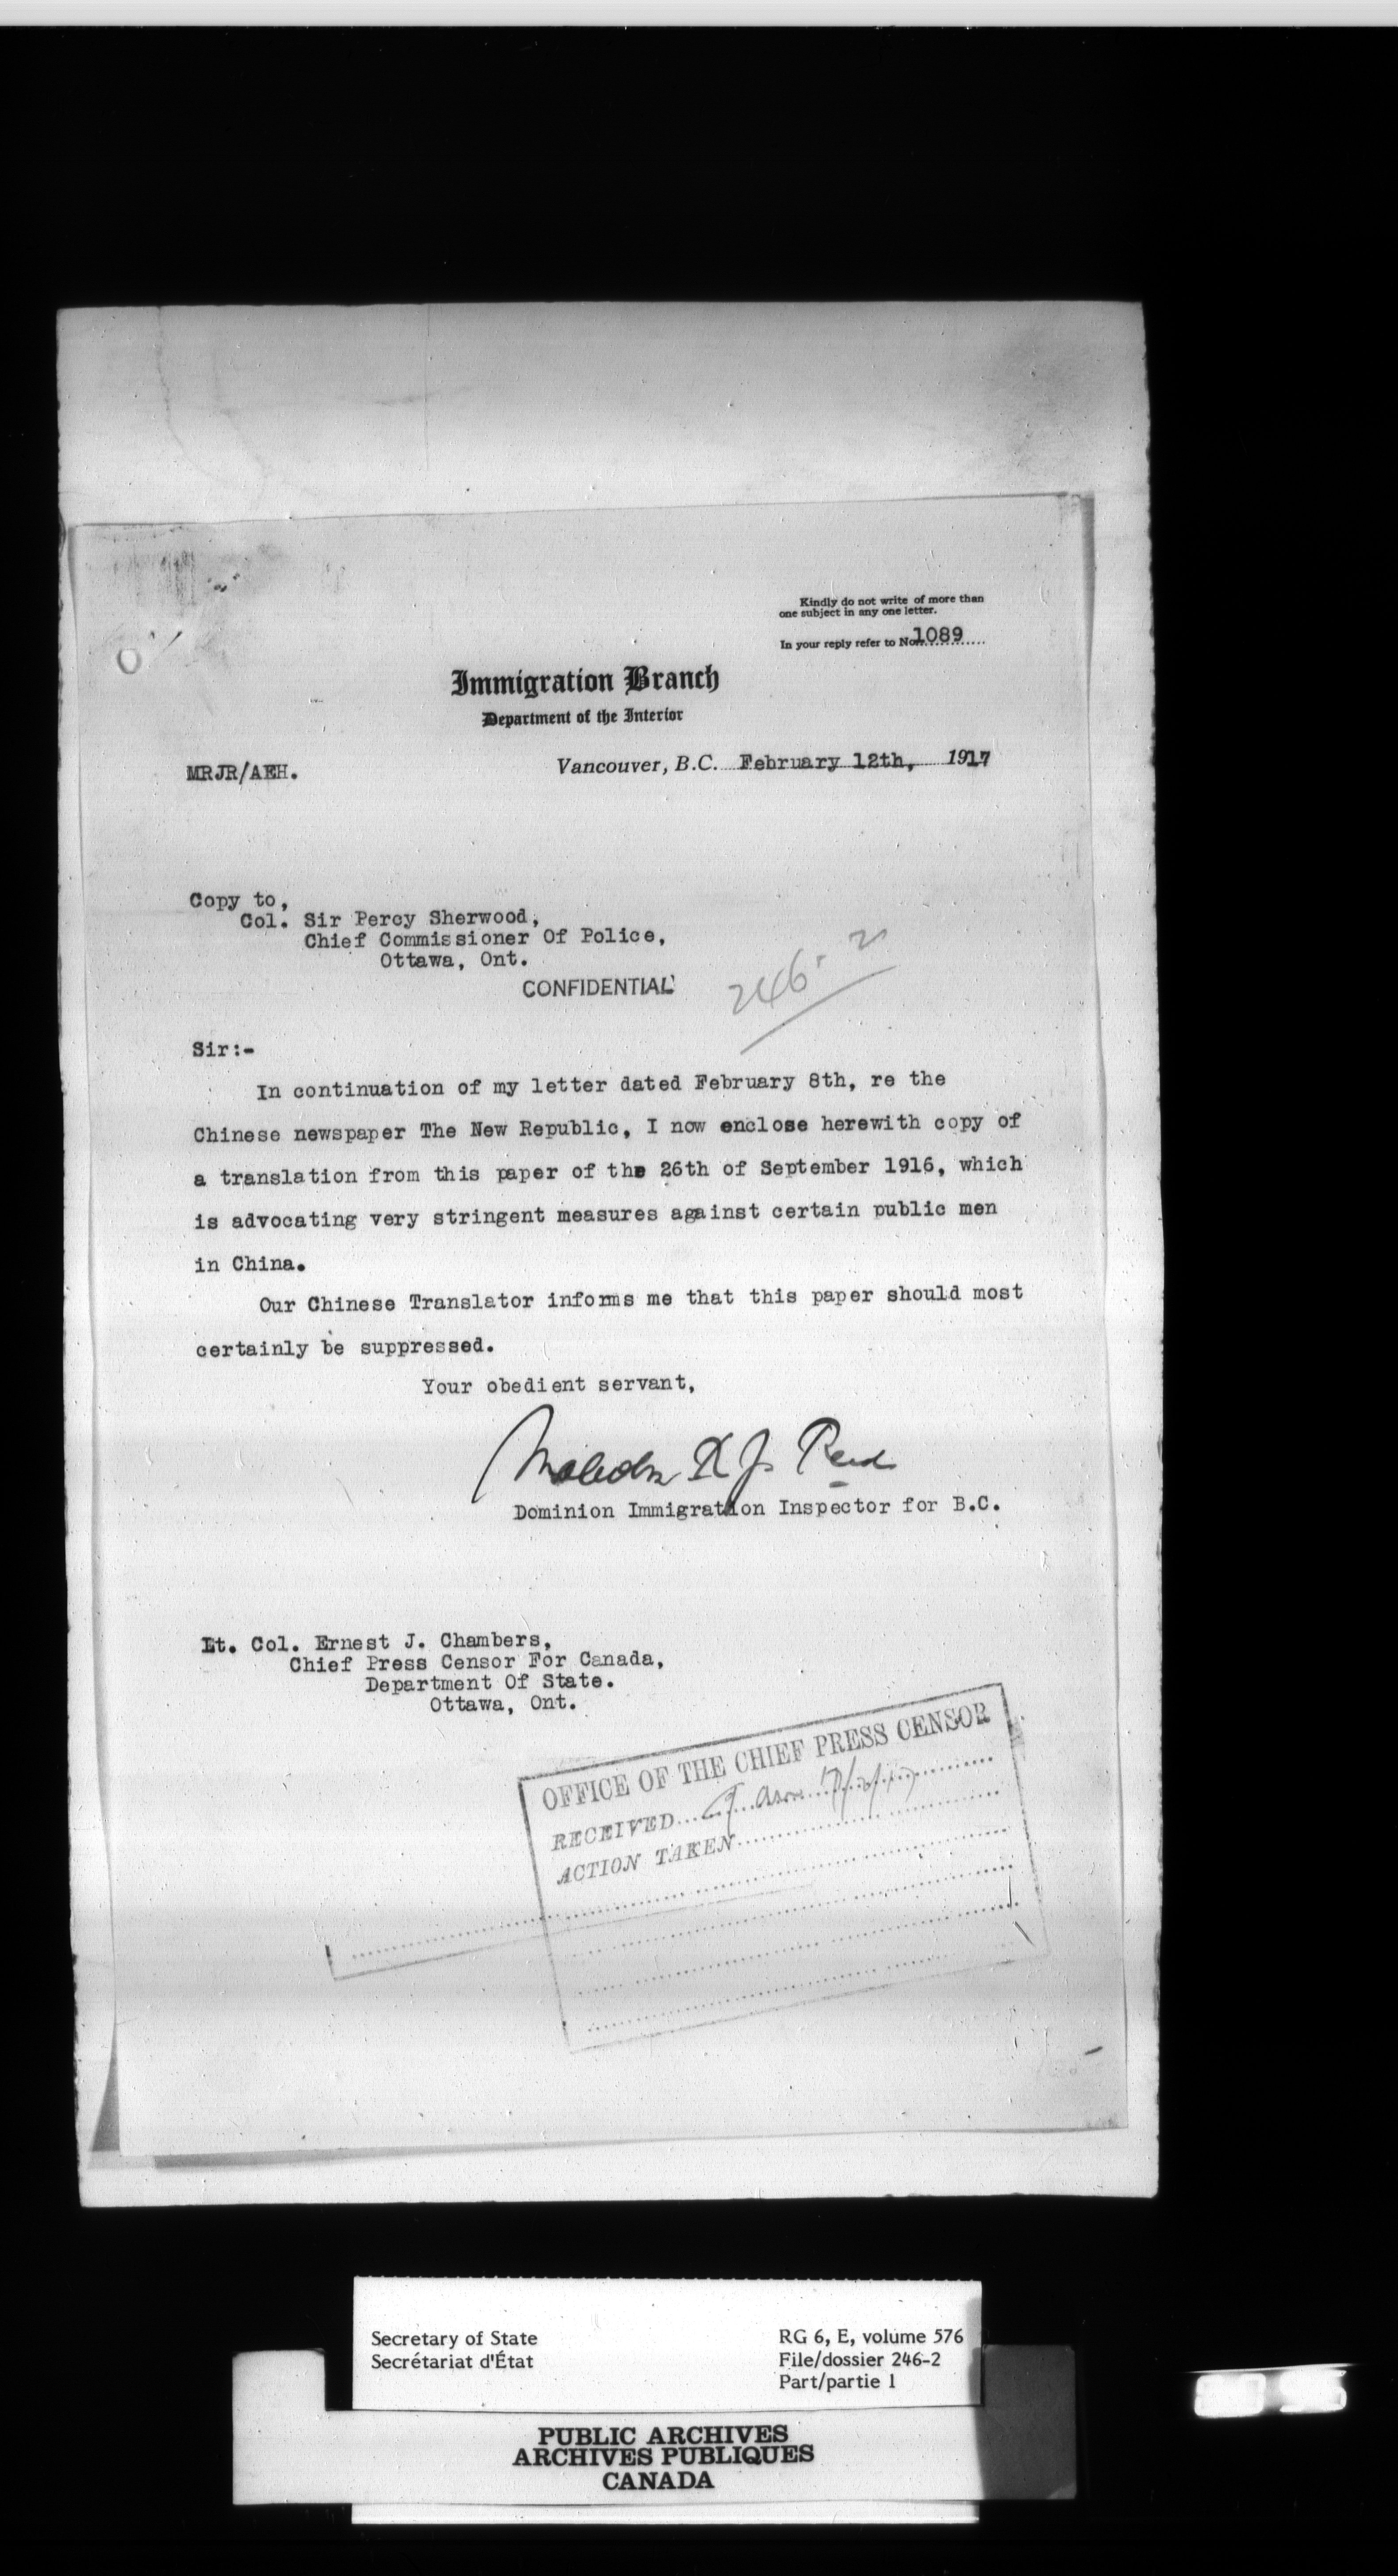 Kindly do not write of more than
one subject in any one letter.
In your reply refer to No. 1089
Immigration Branch
Department of the Interior
MRJR/AEH.
Vancouver, B.C. February 12th, 1917
Copy to,
Col. Sir Percy Sherwood,
Chief Commissioner Of Police,
Ottawa, Ont.
CONFIDENTIAL
246-2
Sir:-
In continuation of my letter dated February 8th, re the
Chinese newspaper The New Republic, I now enclose herewith copy of
a translation from this paper of the 26th of September 1916, which
is advocating very stringent measures against certain public men
in China.
Our Chinese Translator informs me that this paper should most
certainly be suppressed.
Your obedient servant,
Malcolm R J Reid
Dominion Immigration Inspector for B.C.
Lt. Col. Ernest J. Chambers,
Chief Press Censor For Canada,
Department Of State.
Ottawa, Ont.
OFFICE OF THE CHIEF PRESS CENSOR
RECEIVED
ACTION TAKEN
Secretary of State
Secrétariat d'État
RG 6, E, volume 576
File/dossier 246-2
Part/partie 1
PUBLIC ARCHIVES
ARCHIVES PUBLIQUES
CANADA